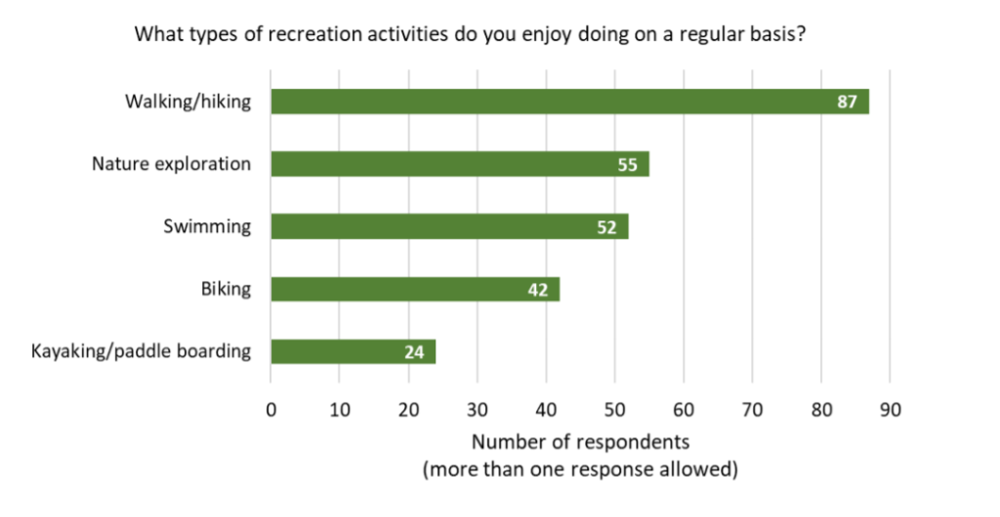 What types of recreation activities do you enjoy doing on a regular basis?
Walking/hiking 87
Nature exploration 55
Swimming 52
Biking 42
Kayaking/paddle boarding 24
0 10 20 30 40 50 60 70 80 90
Number of respondents
(more than one response allowed)